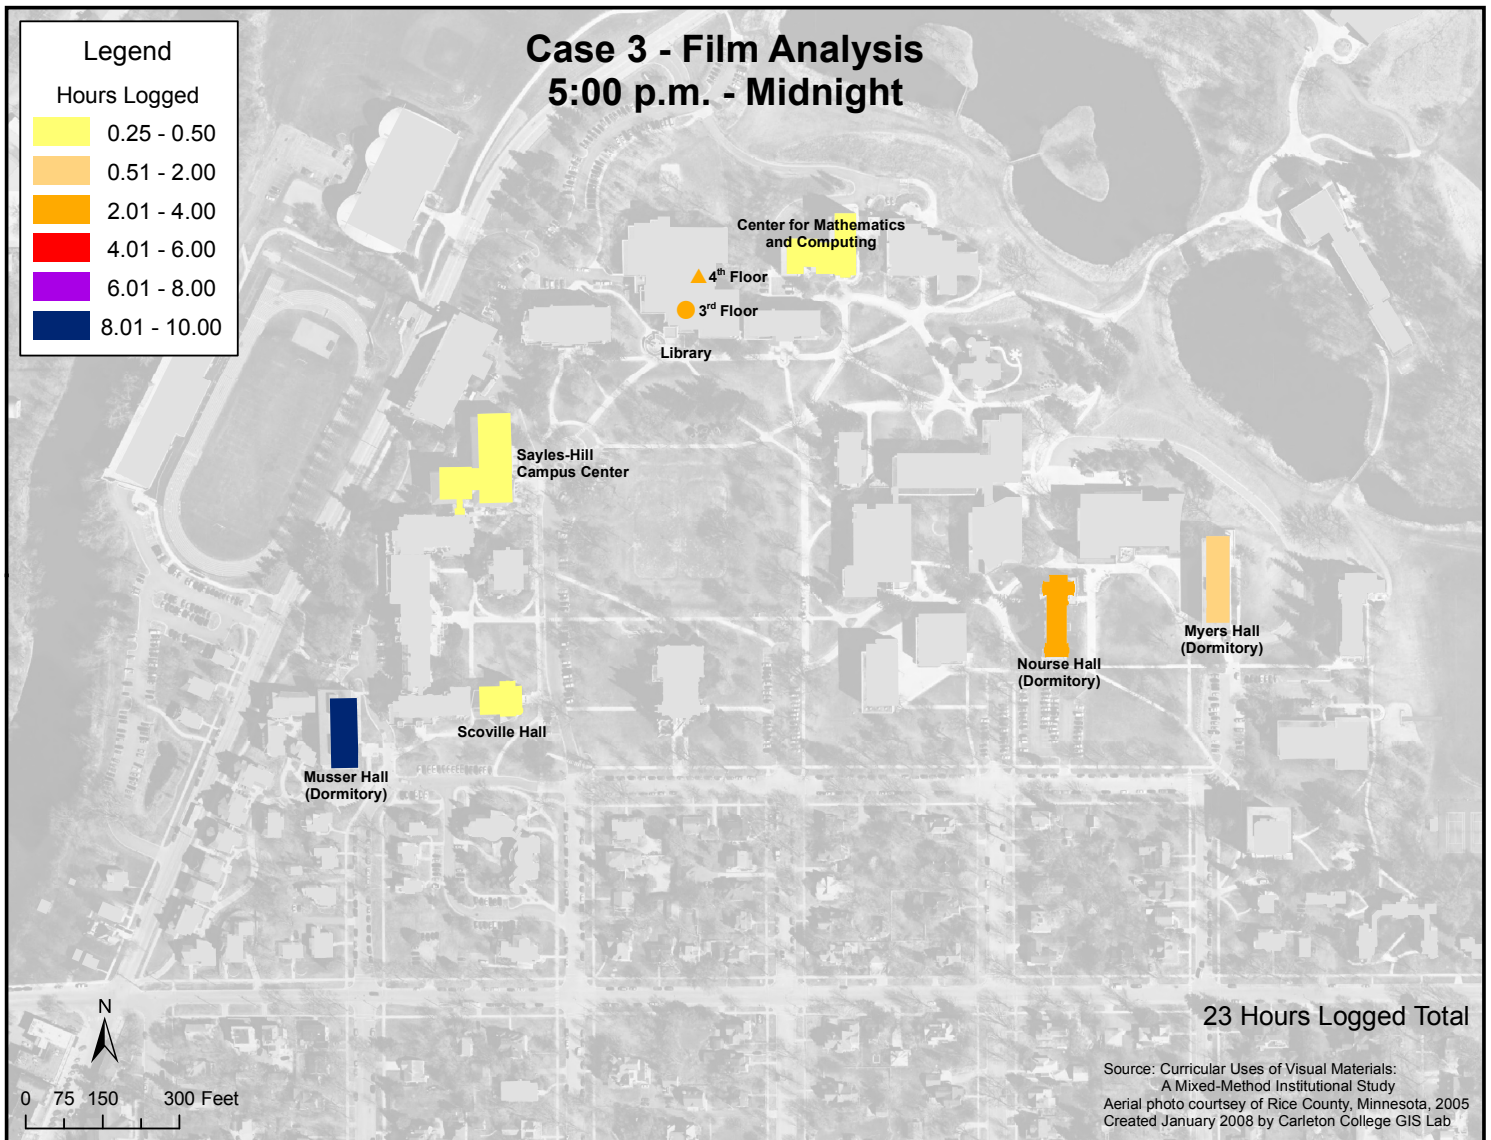 Legend
Hours Logged
0.25 - 0.50
0.51 - 2.00
2.01 - 4.00
4.01 - 6.00
6.01 - 8.00
8.01 - 10.00
Case 3 - Film Analysis
5:00 p.m. - Midnight
Center for Mathematics
and Computing
4th Floor
3rd Floor
Library
Sayles-Hill
Campus Center
Myers Hall
(Dormitory)
Nourse Hall
(Dormitory)
Scoville Hall
Musser Hall
(Dormitory)
N
0 75 150 300 Feet
23 Hours Logged Total
Source: Curricular Uses of Visual Materials:
A Mixed-Method Institutional Study
Aerial photo courtsey of Rice County, Minnesota, 2005
Created January 2008 by Carleton College GIS Lab